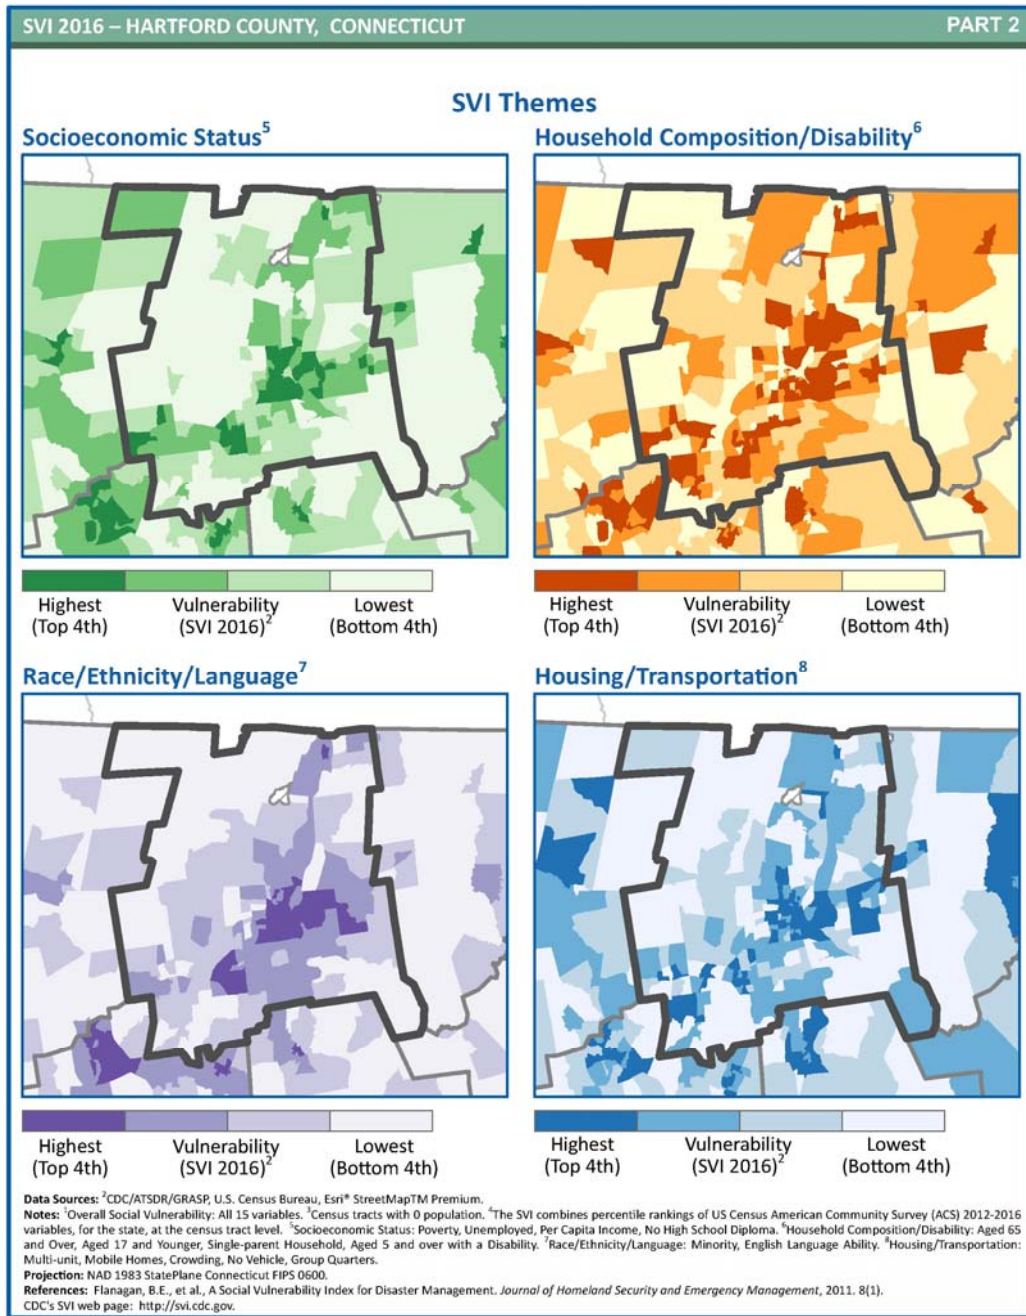 SVI 2016 – HARTFORD COUNTY, CONNECTICUT PART 2
SVI Themes
Socioeconomic Status⁵ Household Composition/Disability⁶
Highest (Top 4th) Vulnerability (SVI 2016)² Lowest (Bottom 4th)
Highest (Top 4th) Vulnerability (SVI 2016)² Lowest (Bottom 4th)
Race/Ethnicity/Language⁷ Housing/Transportation⁸
Highest (Top 4th) Vulnerability (SVI 2016)² Lowest (Bottom 4th)
Highest (Top 4th) Vulnerability (SVI 2016)² Lowest (Bottom 4th)
Data Sources: ²CDC/ATSDR/GRASP, U.S. Census Bureau, Esri® StreetMapTM Premium.
Notes: ¹Overall Social Vulnerability: All 15 variables. ³Census tracts with 0 population. ⁴The SVI combines percentile rankings of US Census American Community Survey (ACS) 2012-2016
variables, for the state, at the census tract level. ⁵Socioeconomic Status: Poverty, Unemployed, Per Capita Income, No High School Diploma. ⁶Household Composition/Disability: Aged 65
and Over, Aged 17 and Younger, Single-parent Household, Aged 5 and over with a Disability. ⁷Race/Ethnicity/Language: Minority, English Language Ability. ⁸Housing/Transportation:
Multi-unit, Mobile Homes, Crowding, No Vehicle, Group Quarters.
Projection: NAD 1983 StatePlane Connecticut FIPS 0600.
References: Flanagan, B.E., et al., A Social Vulnerability Index for Disaster Management. Journal of Homeland Security and Emergency Management, 2011. 8(1).
CDC's SVI web page: http://svi.cdc.gov.